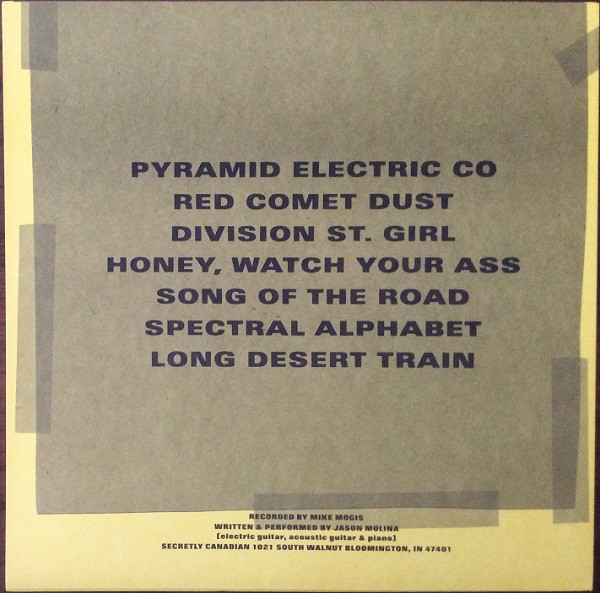 PYRAMID ELECTRIC CO
RED COMET DUST
DIVISION ST. GIRL
HONEY, WATCH YOUR ASS
SONG OF THE ROAD
SPECTRAL ALPHABET
LONG DESERT TRAIN
RECORDED BY MIKE MOGIS
WRITTEN & PERFORMED BY JASON MOLINA
(electric guitar, acoustic guitar & piano)
SECRETLY CANADIAN 1021 SOUTH WALNUT BLOOMINGTON, IN 47401